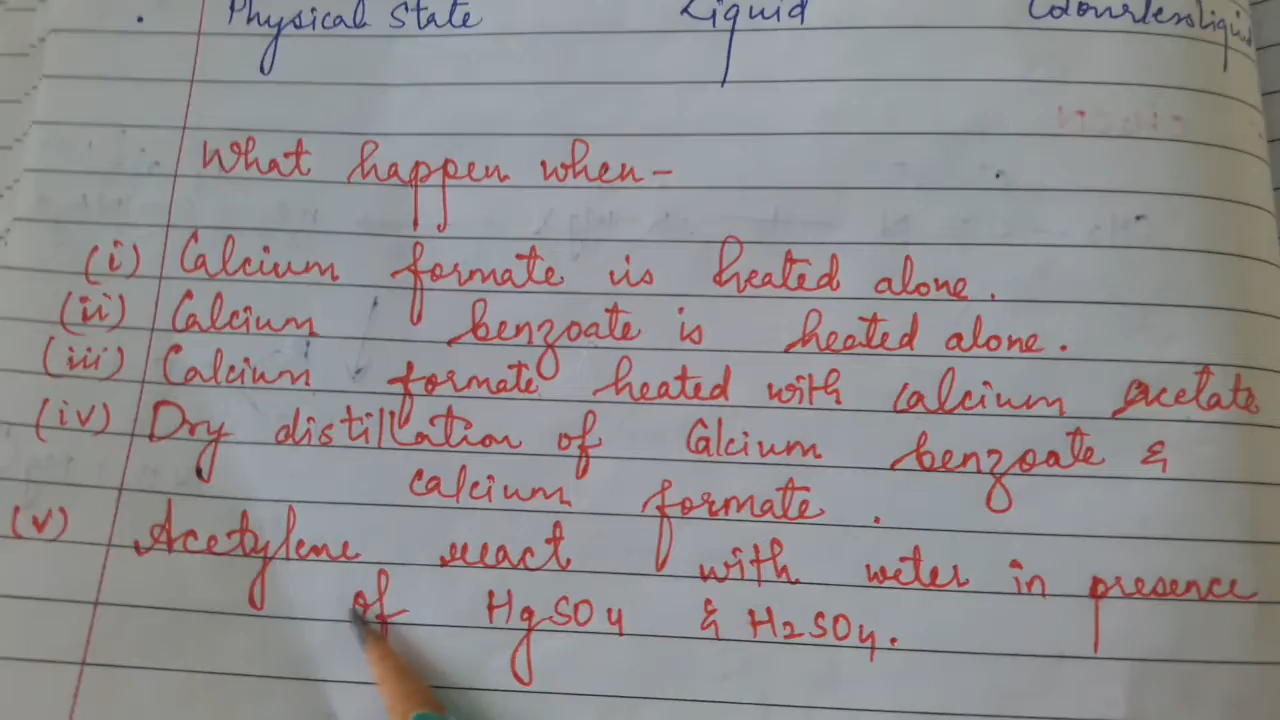 Physical State Liquid Colourless liquid
What happen when-
(i) Calcium formate is heated alone.
(ii) Calcium benzoate is heated alone.
(iii) Calcium formate heated with calcium acetate
(iv) Dry distillation of Calcium benzoate &
calcium formate.
(v) Acetylene react with weter in presence
of HgSO4 & H2SO4.